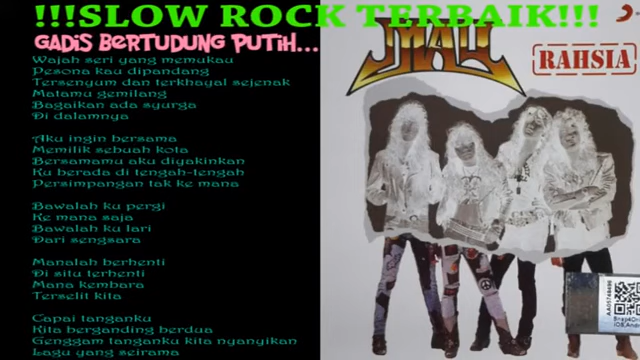 !!!SLOW ROCK TERBAIK!!!
GADIS BERTUDUNG PUTIH...
Wajah seri yang memukau
Pesona kau dipandang
Tersenyum dan terkhayal sejenak
Matamu gemilang
Bagaikan ada syurga
Di dalamnya
Aku ingin bersama
Memilik sebuah kota
Bersamamu aku diyakinkan
Ku berada di tengah-tengah
Persimpangan tak ke mana
Bawalah ku pergi
Ke mana saja
Bawalah ku lari
Dari sengsara
Manalah berhenti
Di situ terhenti
Mana kembara
Terselit kita
Capai tanganku
Kita berganding berdua
Genggam tanganku kita nyanyikan
Lagu yang seirama
MAY
RAHSIA